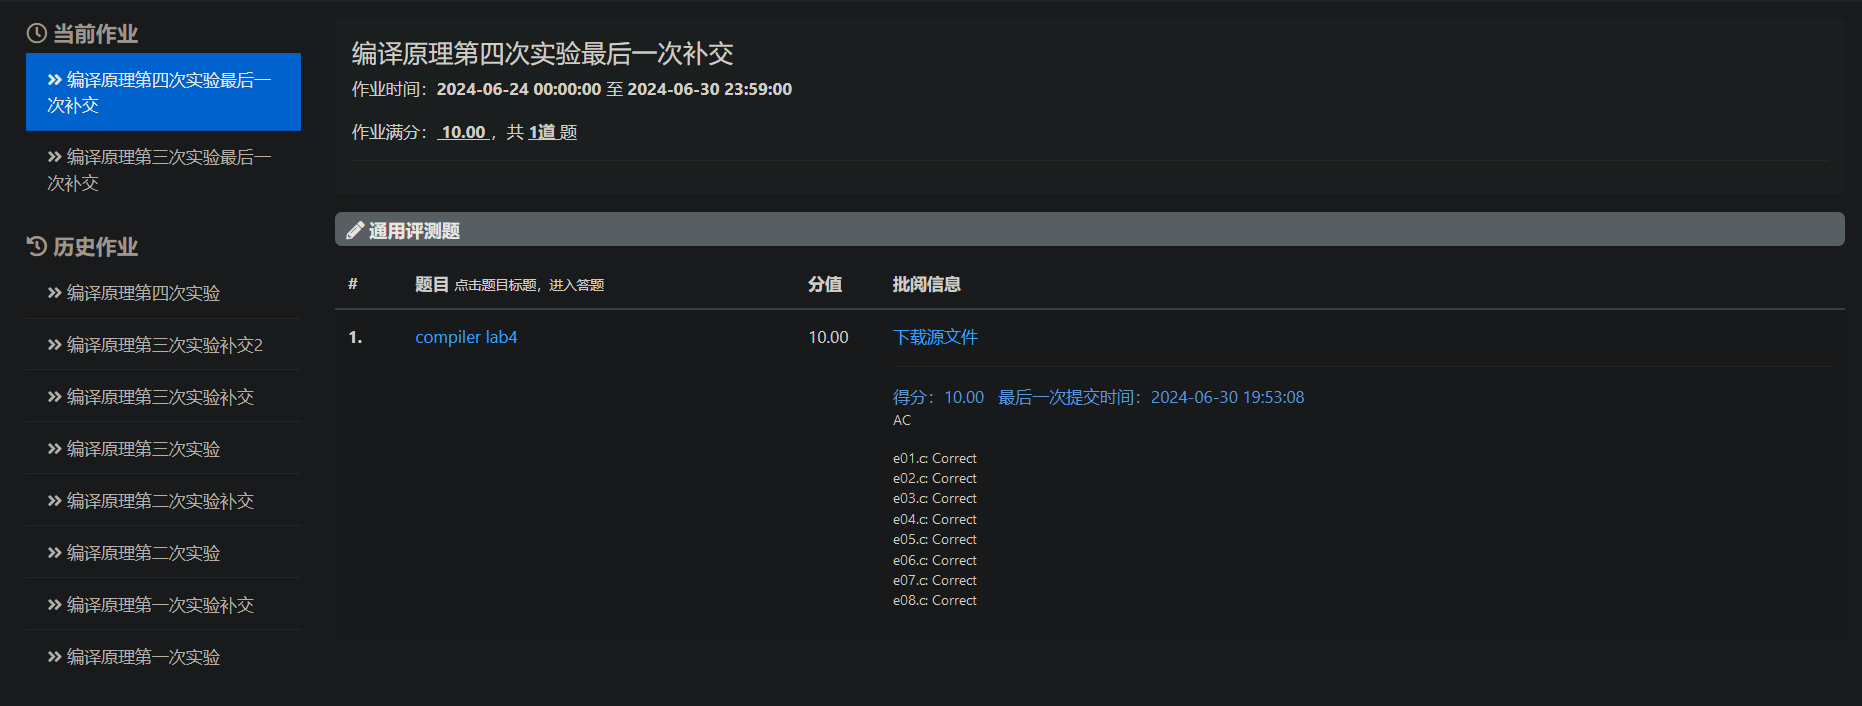 当前作业
编译原理第四次实验最后一
次补交
编译原理第三次实验最后一
次补交
历史作业
编译原理第四次实验
编译原理第三次实验补交2
编译原理第三次实验补交
编译原理第三次实验
编译原理第二次实验补交
编译原理第二次实验
编译原理第一次实验补交
编译原理第一次实验
编译原理第四次实验最后一次补交
作业时间：2024-06-24 00:00:00 至 2024-06-30 23:59:00
作业满分： 10.00 ，共 1道 题
通用评测题
# 题目 点击题目标题，进入答题 分值 批阅信息
1. compiler lab4 10.00 下载源文件
得分：10.00 最后一次提交时间：2024-06-30 19:53:08
AC
e01.c: Correct
e02.c: Correct
e03.c: Correct
e04.c: Correct
e05.c: Correct
e06.c: Correct
e07.c: Correct
e08.c: Correct